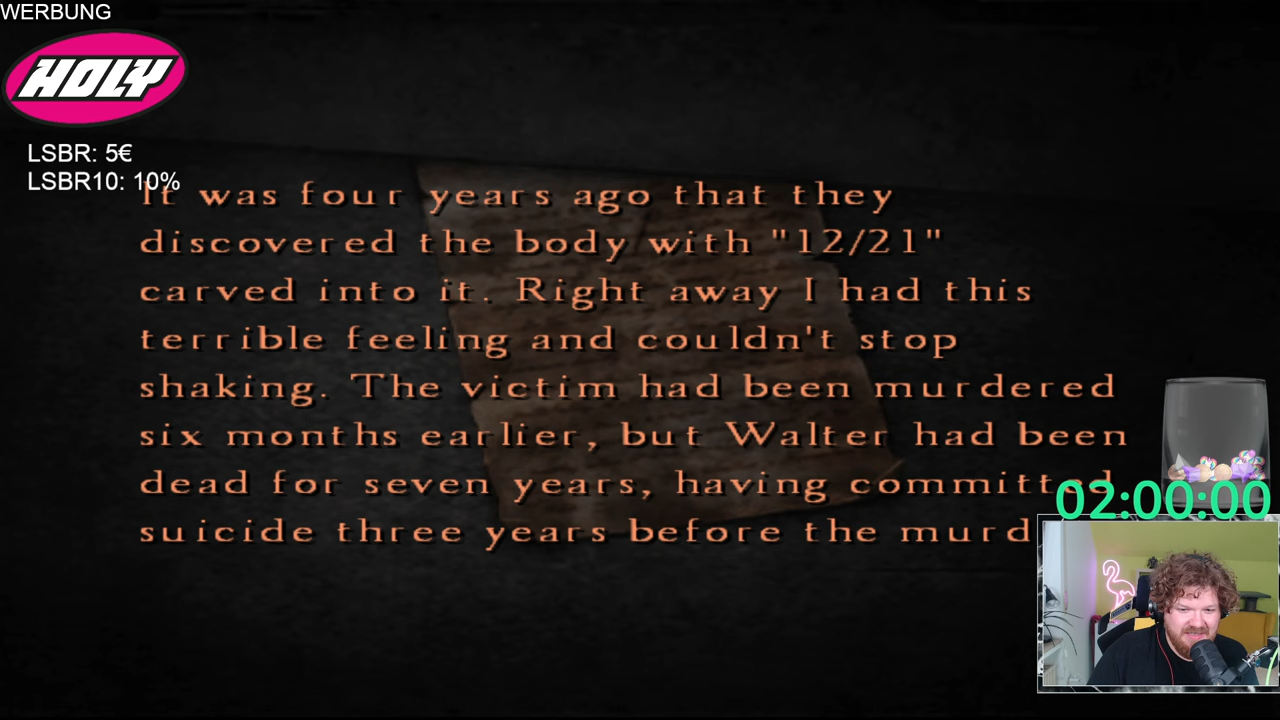 WERBUNG
HOLY
LSBR: 5€
LSBR10: 10%
It was four years ago that they
discovered the body with "12/21"
carved into it. Right away I had this
terrible feeling and couldn't stop
shaking. The victim had been murdered
six months earlier, but Walter had been
dead for seven years, having committed
02:00:00
suicide three years before the murd